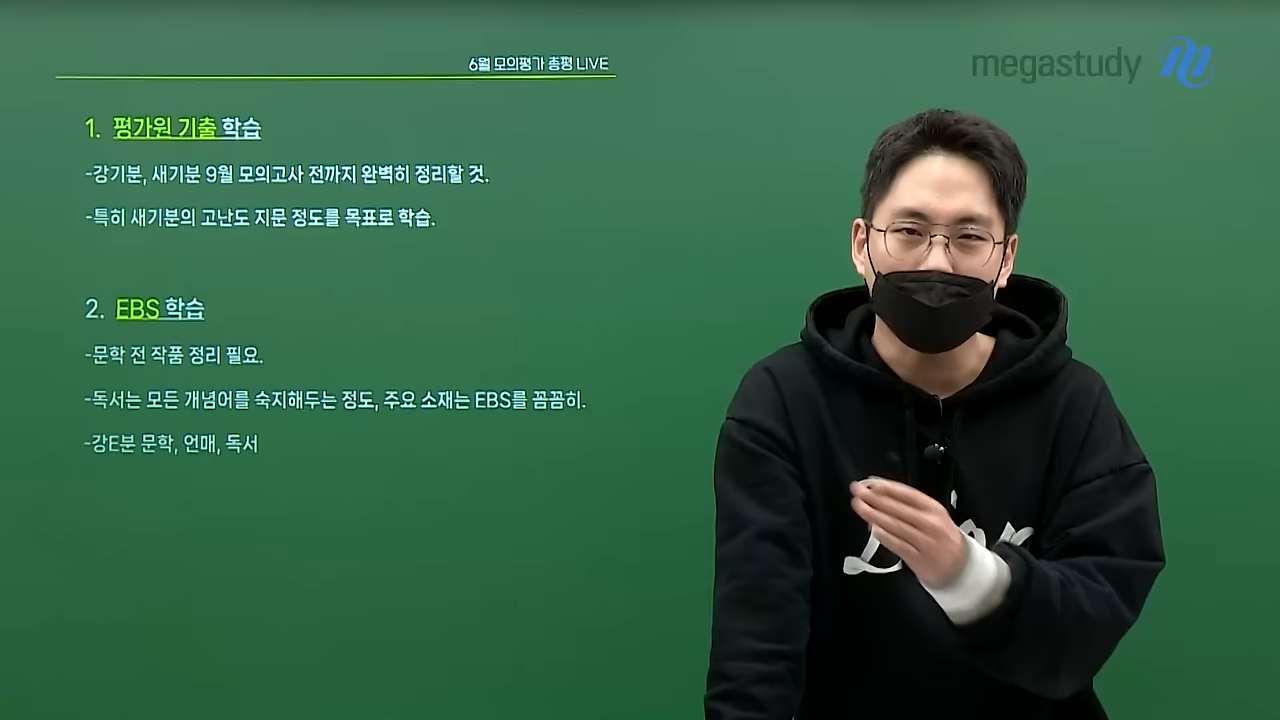 6월 모의평가 총평 LIVE
megastudy
1. 평가원 기출 학습
-강기분, 새기분 9월 모의고사 전까지 완벽히 정리할 것.
-특히 새기분의 고난도 지문 정도를 목표로 학습.
2. EBS 학습
-문학 전 작품 정리 필요.
-독서는 모든 개념어를 숙지해두는 정도, 주요 소재는 EBS를 꼼꼼히.
-강E분 문학, 언매, 독서